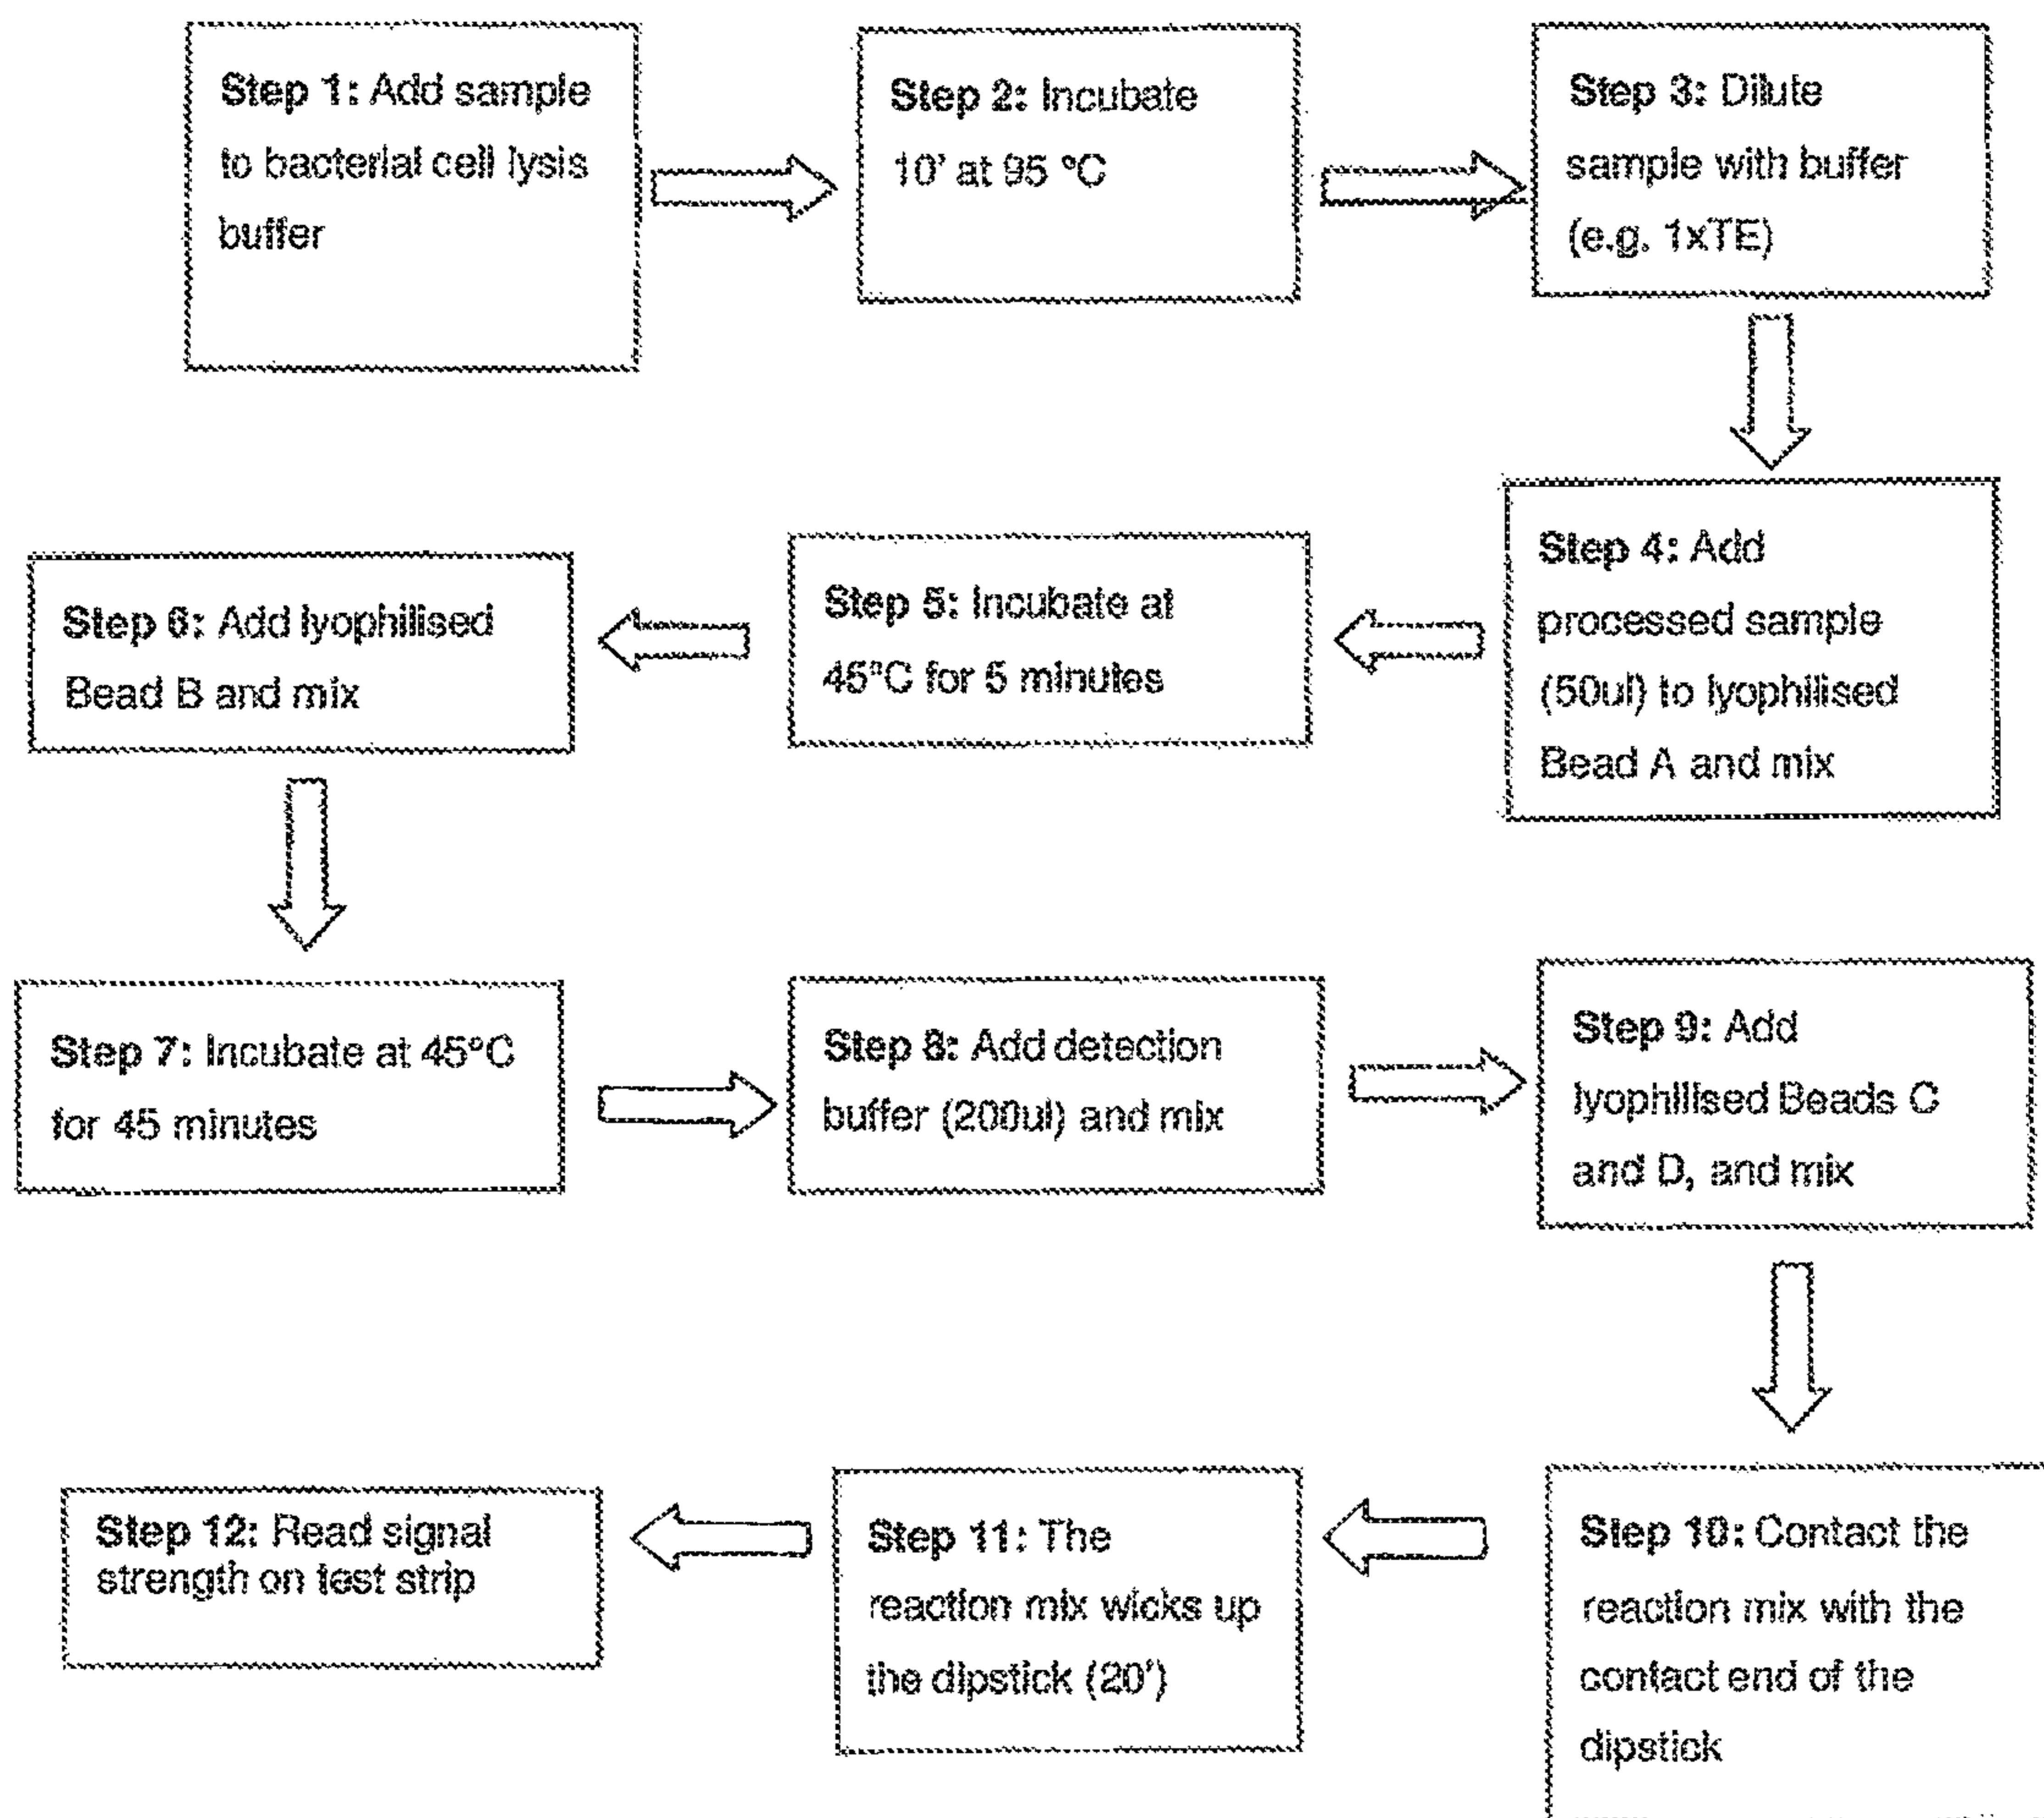 Step 1: Add sample
to bacterial cell lysis
buffer
Step 2: Incubate
10' at 95 °C
Step 3: Dilute
sample with buffer
(e.g. 1xTE)
Step 4: Add
processed sample
(50ul) to lyophilised
Bead A and mix
Step 5: Incubate at
45°C for 5 minutes
Step 6: Add lyophilised
Bead B and mix
Step 7: Incubate at 45°C
for 45 minutes
Step 8: Add detection
buffer (200ul) and mix
Step 9: Add
lyophilised Beads C
and D, and mix
Step 10: Contact the
reaction mix with the
contact end of the
dipstick
Step 11: The
reaction mix wicks up
the dipstick (20')
Step 12: Read signal
strength on test strip